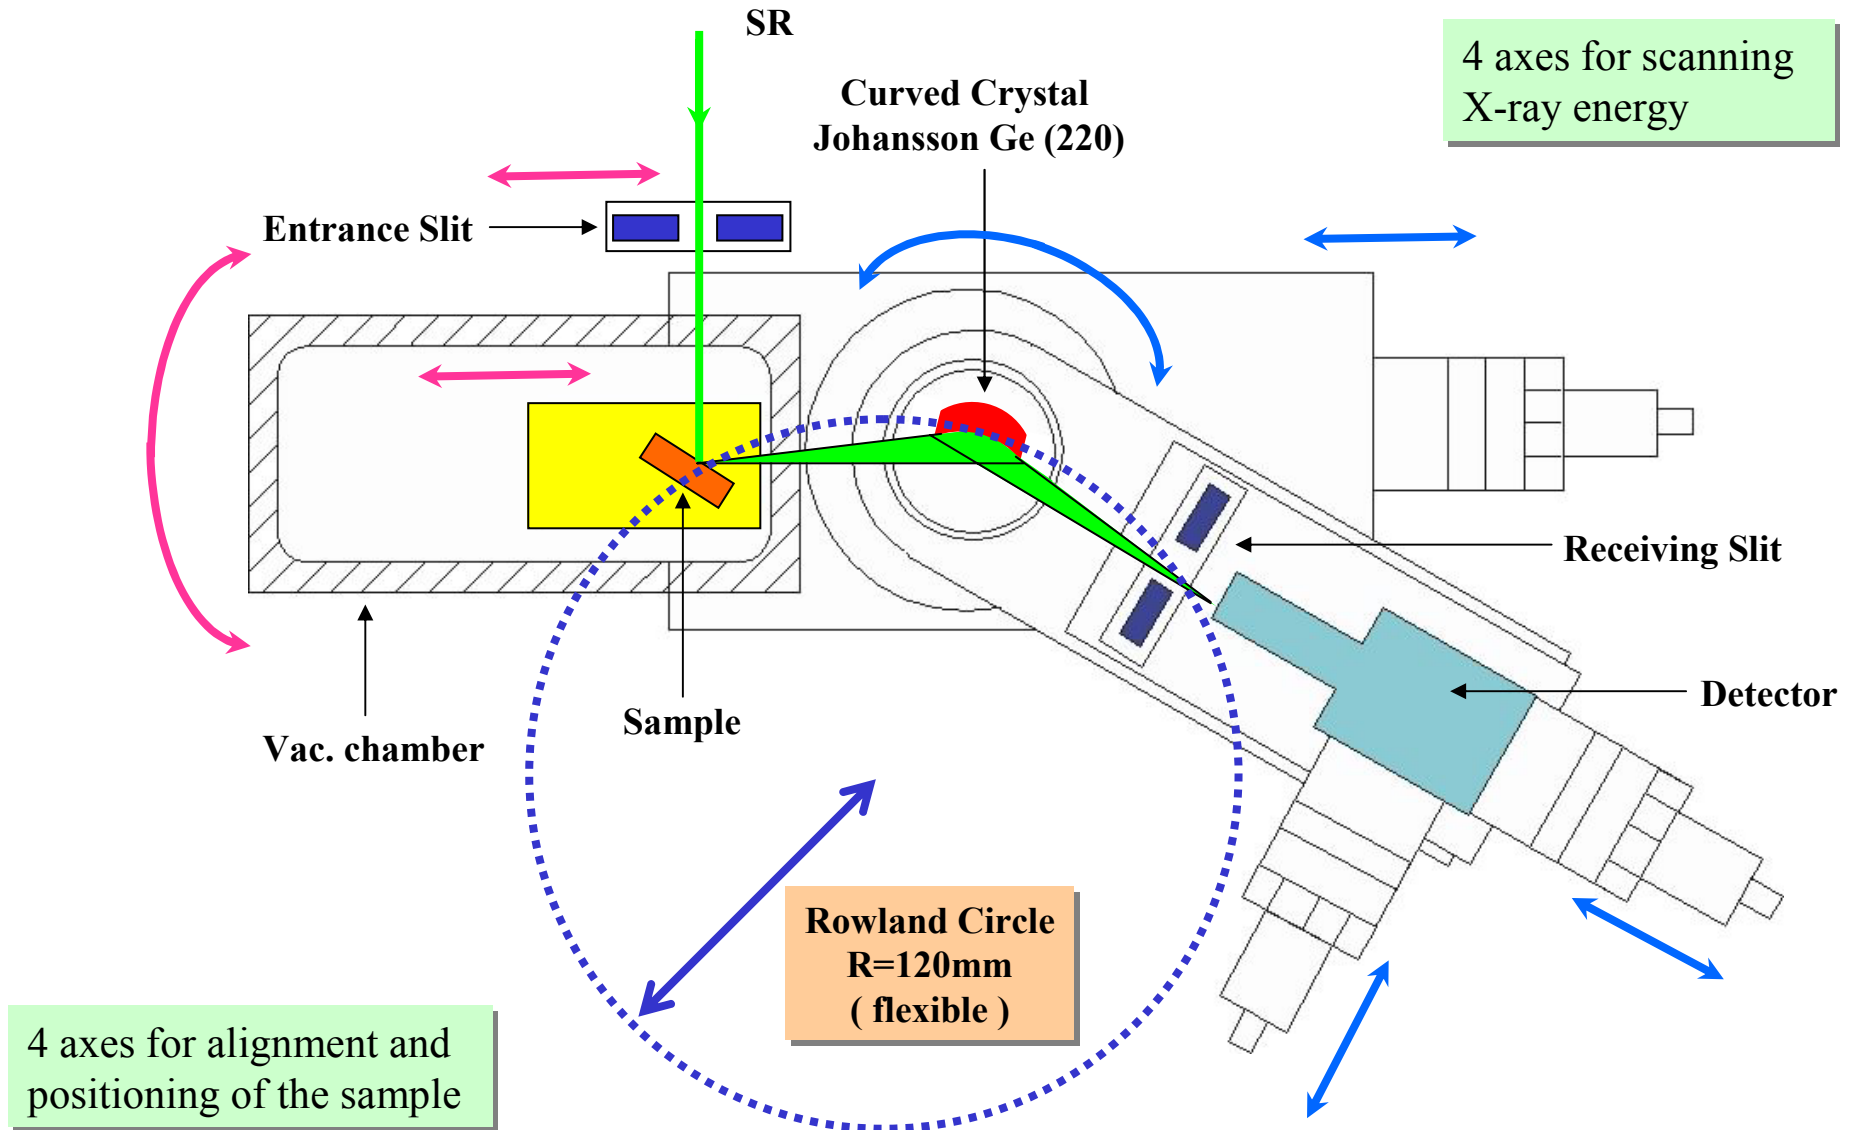 SR
4 axes for scanning
X-ray energy
Curved Crystal
Johansson Ge (220)
Entrance Slit
Receiving Slit
Detector
Sample
Vac. chamber
Rowland Circle
R=120mm
( flexible )
4 axes for alignment and
positioning of the sample